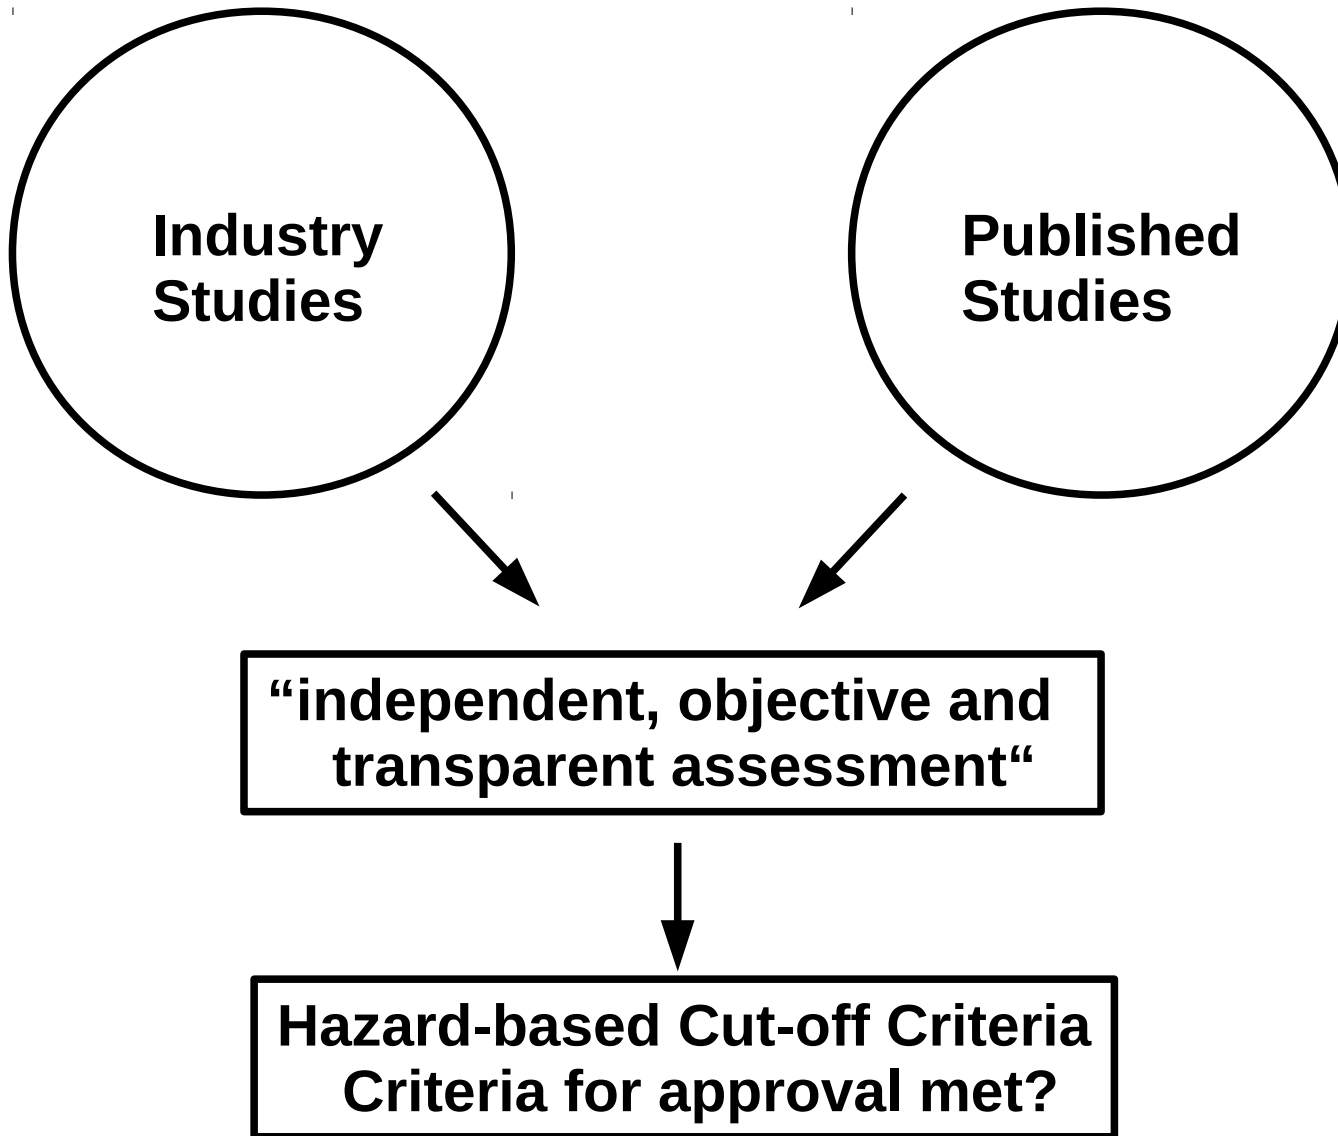 Industry
Studies
Published
Studies
“independent, objective and
transparent assessment“
Hazard-based Cut-off Criteria
Criteria for approval met?